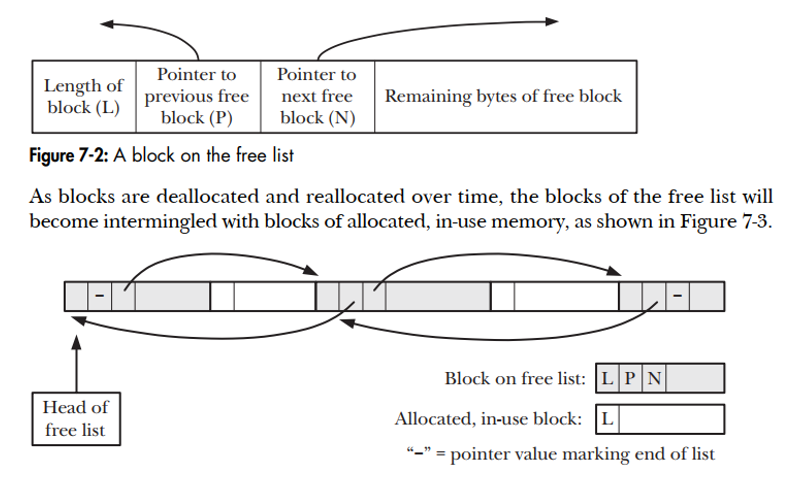 Length of
block (L)
Pointer to
previous free
block (P)
Pointer to
next free
block (N)
Remaining bytes of free block
Figure 7-2: A block on the free list
As blocks are deallocated and reallocated over time, the blocks of the free list will
become intermingled with blocks of allocated, in-use memory, as shown in Figure 7-3.
–
–
Head of
free list
Block on free list: L P N
Allocated, in-use block: L
“–” = pointer value marking end of list